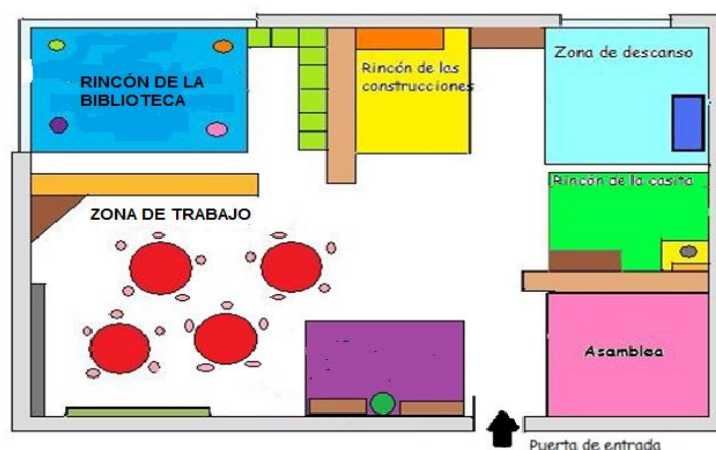 RINCÓN DE LA
BIBLIOTECA
Rincón de las
construcciones
Zona de descanso
Rincón de la casita
ZONA DE TRABAJO
Asamblea
Puerta de entrada